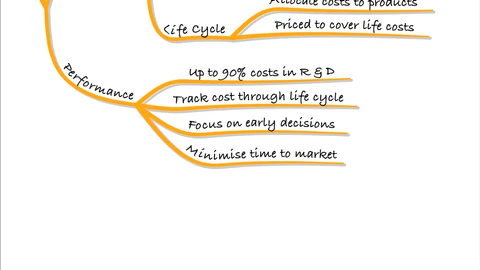 Allocate costs to products
Life Cycle
Priced to cover life costs
Performance
Up to 90% costs in R & D
Track cost through life cycle
Focus on early decisions
Minimise time to market